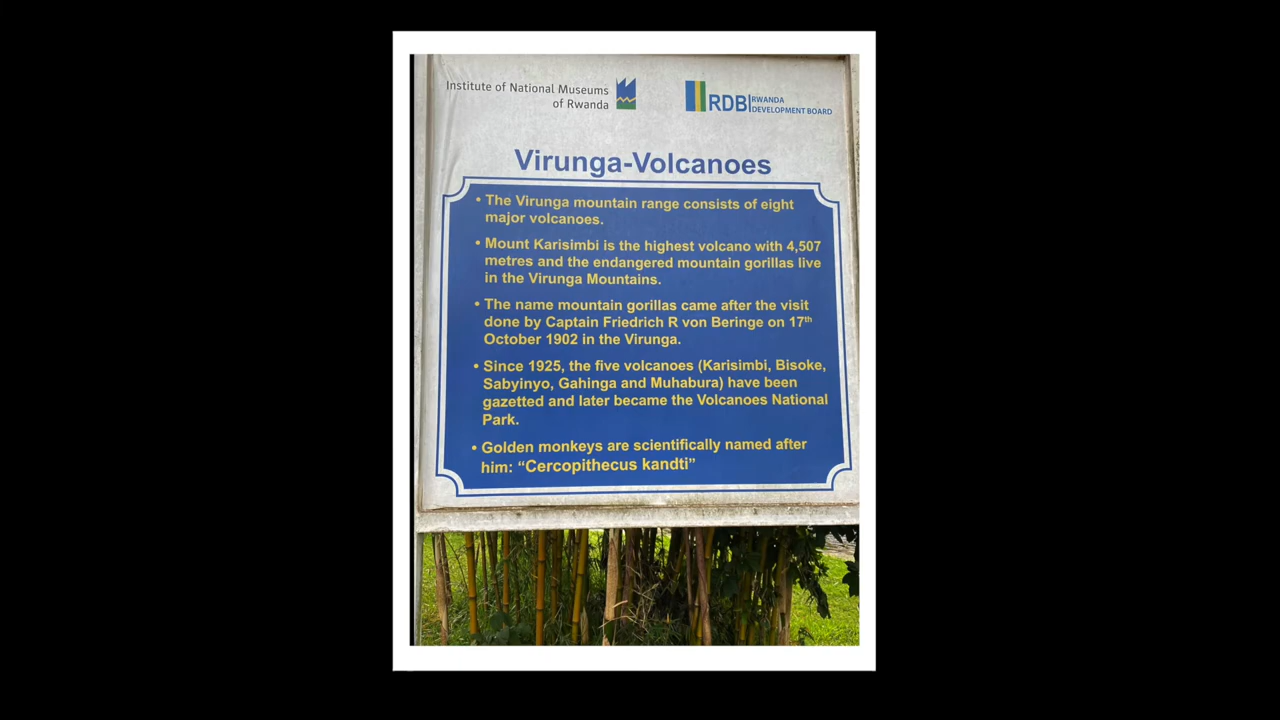 Institute of National Museums
of Rwanda
RDB RWANDA
DEVELOPMENT BOARD
Virunga-Volcanoes
• The Virunga mountain range consists of eight
major volcanoes.
• Mount Karisimbi is the highest volcano with 4,507
metres and the endangered mountain gorillas live
in the Virunga Mountains.
• The name mountain gorillas came after the visit
done by Captain Friedrich R von Beringe on 17th
October 1902 in the Virunga.
• Since 1925, the five volcanoes (Karisimbi, Bisoke,
Sabyinyo, Gahinga and Muhabura) have been
gazetted and later became the Volcanoes National
Park.
• Golden monkeys are scientifically named after
him: “Cercopithecus kandti”